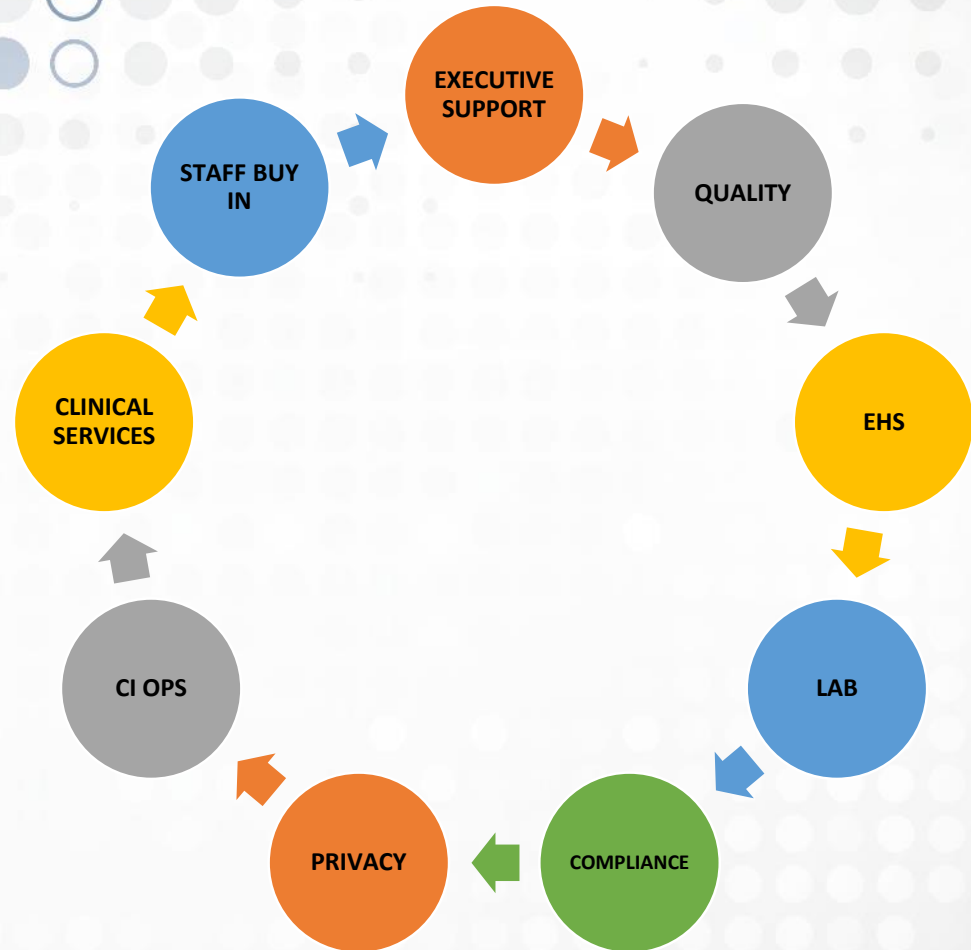 EXECUTIVE
SUPPORT
QUALITY
EHS
LAB
COMPLIANCE
PRIVACY
CI OPS
CLINICAL
SERVICES
STAFF BUY
IN